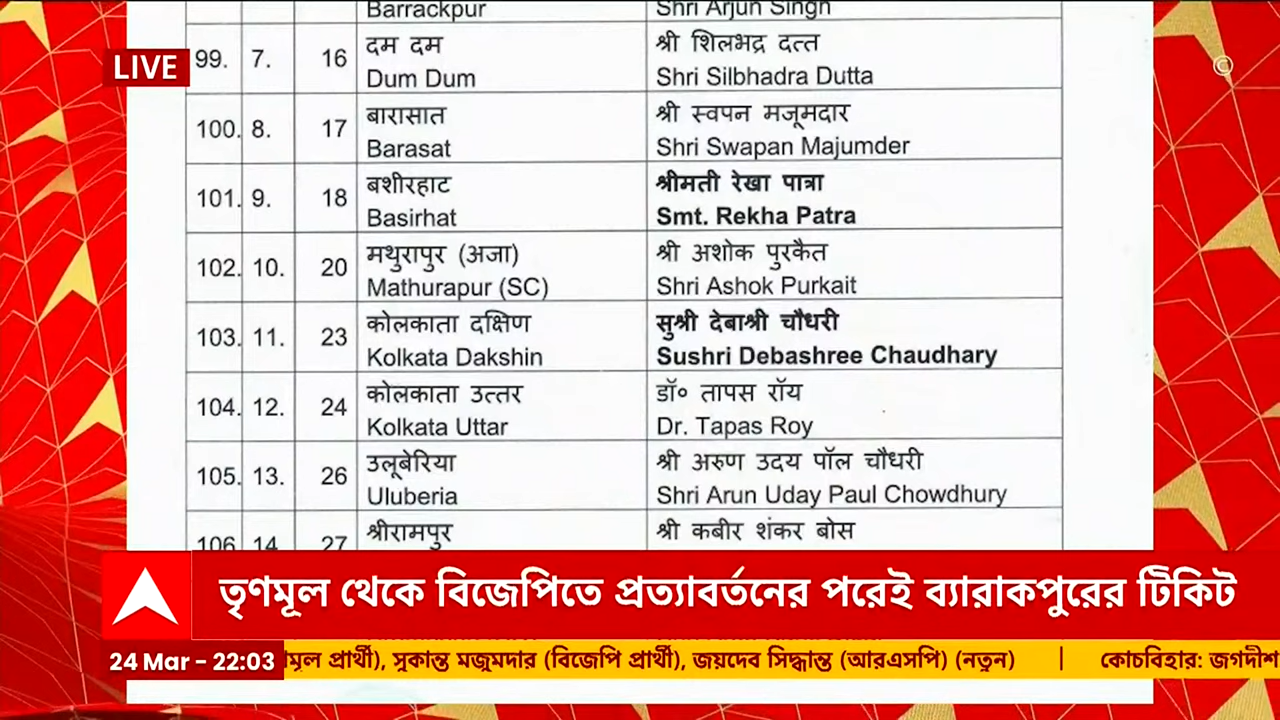 Barrackpur
Shri Arjun Singh
LIVE
©
99. 7. 16 दम दम श्री शिलभद्र दत्त
Dum Dum Shri Silbhadra Dutta
100. 8. 17 बारासात श्री स्वपन मजूमदार
Barasat Shri Swapan Majumder
101. 9. 18 बशीरहाट श्रीमती रेखा पात्रा
Basirhat Smt. Rekha Patra
102. 10. 20 मथुरापुर (अजा) श्री अशोक पुरकैत
Mathurapur (SC) Shri Ashok Purkait
103. 11. 23 कोलकाता दक्षिण सुश्री देबाश्री चौधरी
Kolkata Dakshin Sushri Debashree Chaudhary
104. 12. 24 कोलकाता उत्तर डॉ० तापस रॉय
Kolkata Uttar Dr. Tapas Roy
105. 13. 26 उलूबेरिया श्री अरुण उदय पॉल चौधरी
Uluberia Shri Arun Uday Paul Chowdhury
106 14 27 श्रीरामपुर श्री कबीर शंकर बोस
তৃণমূল থেকে বিজেপিতে প্রত্যাবর্তনের পরেই ব্যারাকপুরের টিকিট
24 Mar - 22:03
প্রার্থী), সুকান্ত মজুমদার (বিজেপি প্রার্থী), জয়দেব সিদ্ধান্ত (আরএসপি) (নতুন) | কোচবিহার: জগদীশ